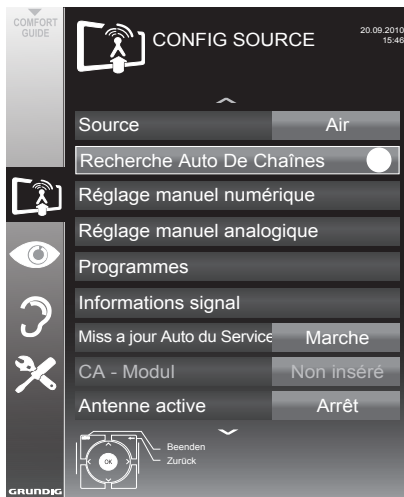 COMFORT
GUIDE
CONFIG SOURCE
20.09.2010
15:46
Source Air
Recherche Auto De Chaînes
Réglage manuel numérique
Réglage manuel analogique
Programmes
Informations signal
Miss a jour Auto du Service Marche
CA - Modul Non inséré
Antenne active Arrêt
OK
Beenden
Zurück
GRUNDIG